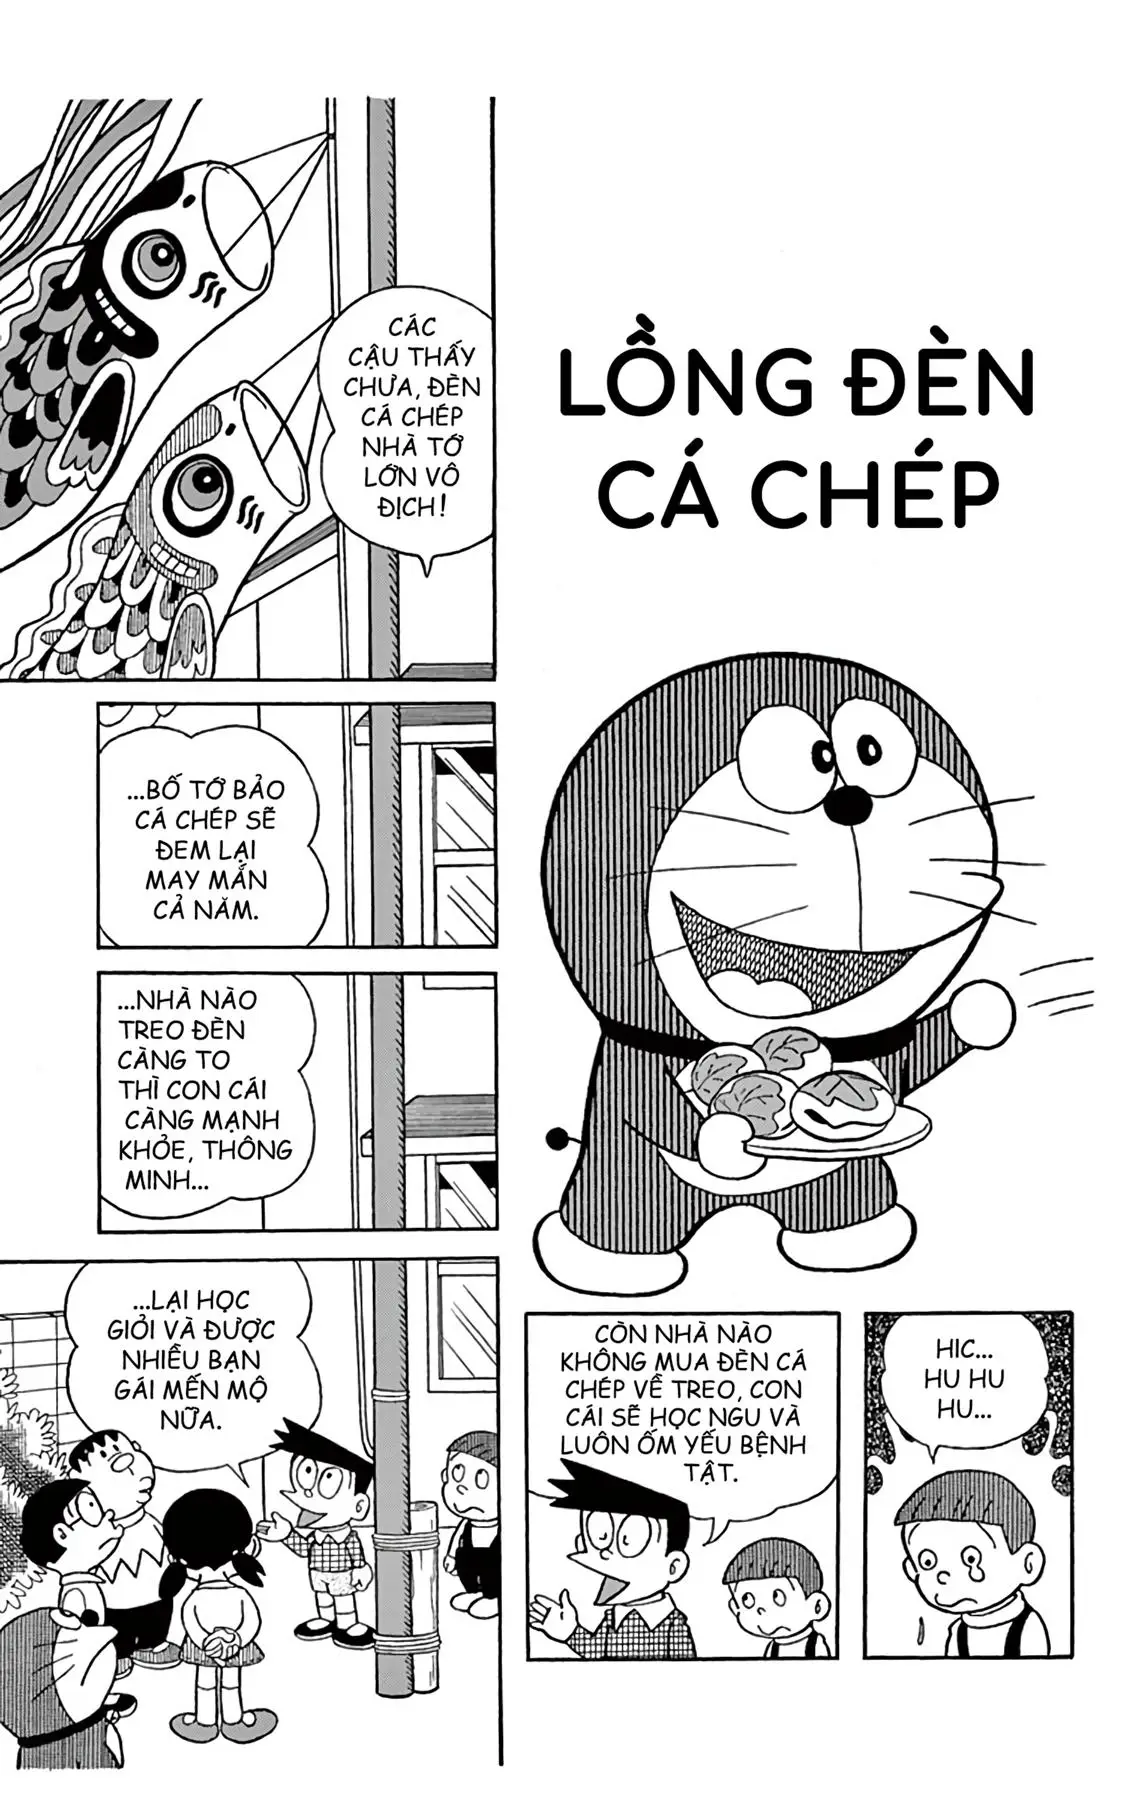 LỒNG ĐÈN
CÁ CHÉP
CÁC
CẬU THẤY
CHƯA, ĐÈN
CÁ CHÉP
NHÀ TỚ
LỚN VÔ
ĐỊCH!
...BỐ TỚ BẢO
CÁ CHÉP SẼ
ĐEM LẠI
MAY MẮN
CẢ NĂM.
...NHÀ NÀO
TREO ĐÈN
CÀNG TO
THÌ CON CÁI
CÀNG MẠNH
KHỎE, THÔNG
MINH...
...LẠI HỌC
GIỎI VÀ ĐƯỢC
NHIỀU BẠN
GÁI MẾN MỘ
NỮA.
CÒN NHÀ NÀO
KHÔNG MUA ĐÈN CÁ
CHÉP VỀ TREO, CON
CÁI SẼ HỌC NGU VÀ
LUÔN ỐM YẾU BỆNH
TẬT.
HIC...
HU HU
HU...